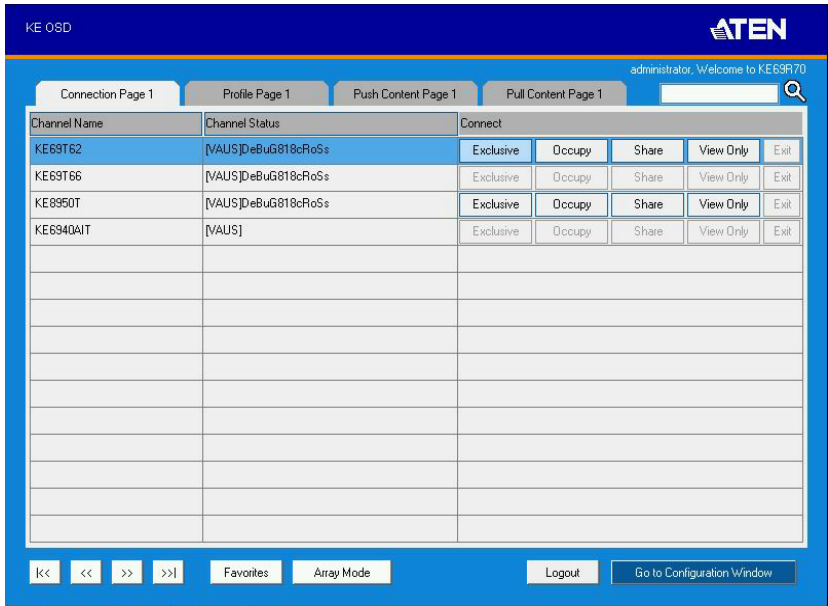 KE OSD
ATEN
administrator, Welcome to KE69R70
Connection Page 1 Profile Page 1 Push Content Page 1 Pull Content Page 1
Channel Name Channel Status Connect
KE69T62 [VAUS]DeBuG818cRoSs Exclusive Occupy Share View Only Exit
KE69T66 [VAUS]DeBuG818cRoSs Exclusive Occupy Share View Only Exit
KE8950T [VAUS]DeBuG818cRoSs Exclusive Occupy Share View Only Exit
KE6940AIT [VAUS] Exclusive Occupy Share View Only Exit
|<< << >> >>| Favorites Array Mode Logout Go to Configuration Window